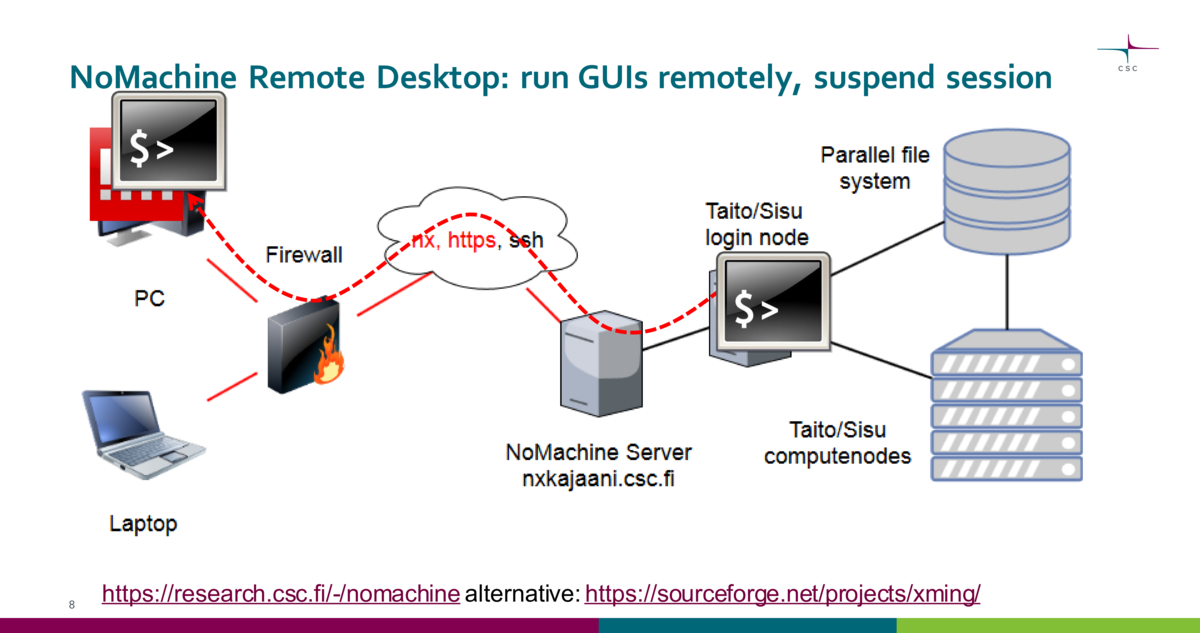 CSC
NoMachine Remote Desktop: run GUIs remotely, suspend session
$ >
Parallel file
system
Taito/Sisu
login node
nx, https, ssh
Firewall
$ >
PC
NoMachine Server
nxkajaani.csc.fi
Taito/Sisu
computenodes
Laptop
https://research.csc.fi/-/nomachine alternative: https://sourceforge.net/projects/xming/
8